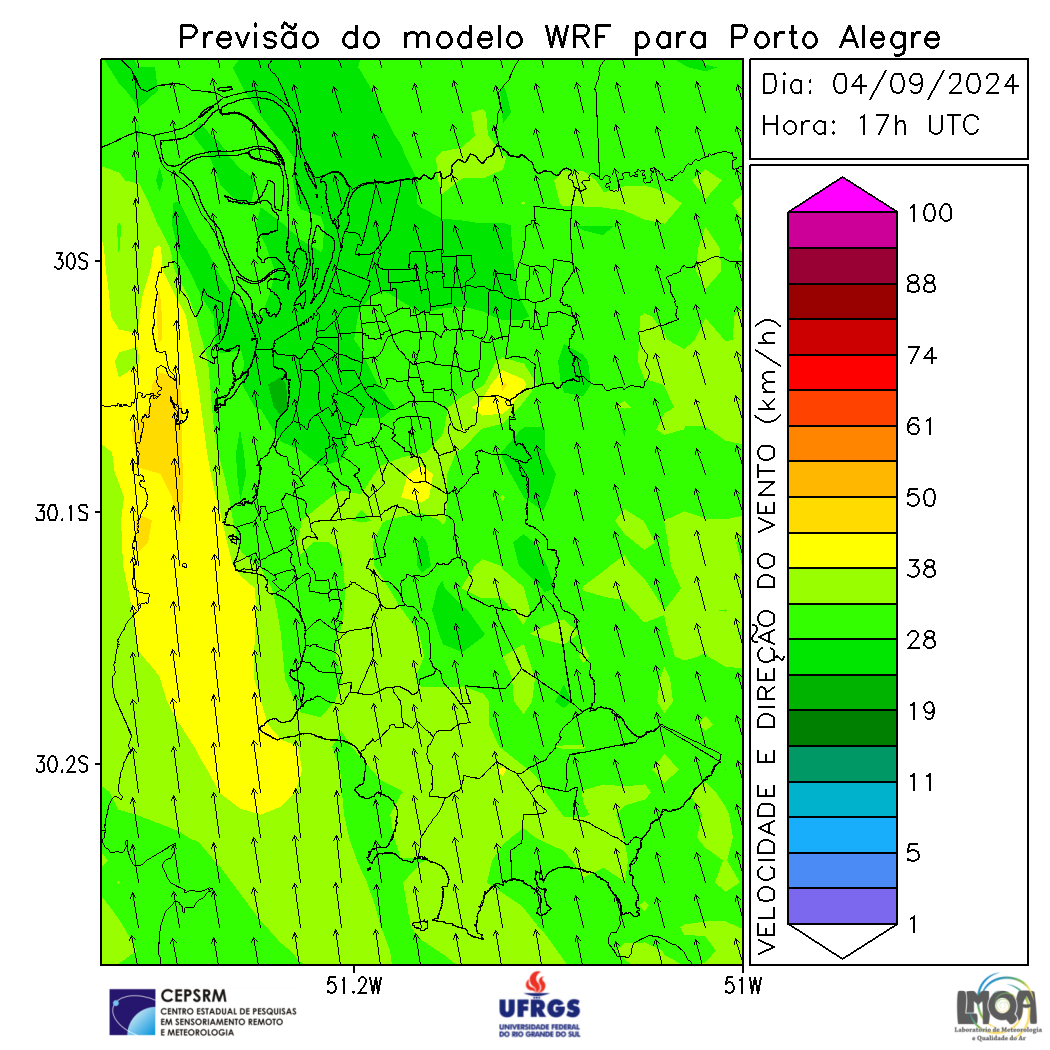 Previsão do modelo WRF para Porto Alegre
Dia: 04/09/2024
Hora: 17h UTC
30S
30.1S
30.2S
51.2W
51W
VELOCIDADE E DIREÇÃO DO VENTO (km/h)
100
88
74
61
50
38
28
19
11
5
1
CEPSRM
CENTRO ESTADUAL DE PESQUISAS
EM SENSORIAMENTO REMOTO
E METEOROLOGIA
UFRGS
UNIVERSIDADE FEDERAL
DO RIO GRANDE DO SUL
LMQA
Laboratório de Meteorologia
e Qualidade do Ar